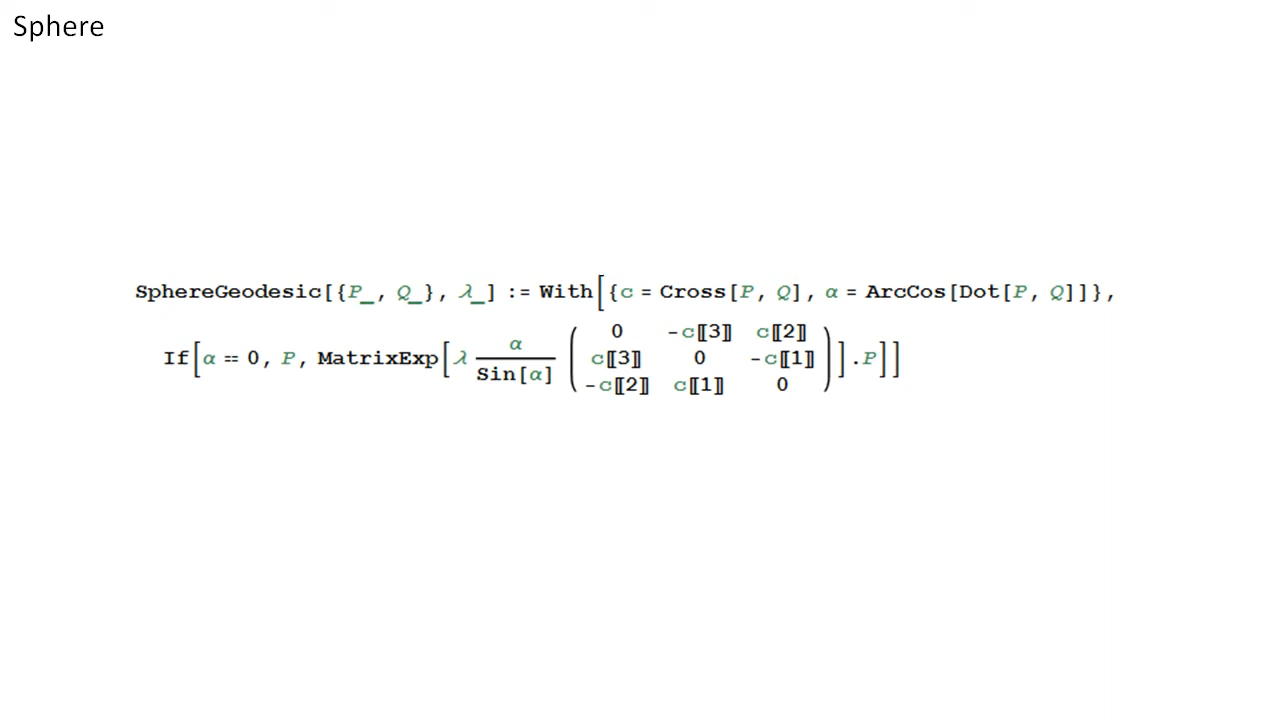 Sphere
SphereGeodesic[{P_, Q_}, λ_] := With[{c = Cross[P, Q], α = ArcCos[Dot[P, Q]]},
If[α == 0, P, MatrixExp[λ α/Sin[α] (
0 -c〚3〛 c〚2〛
c〚3〛 0 -c〚1〛
-c〚2〛 c〚1〛 0
)].P]]